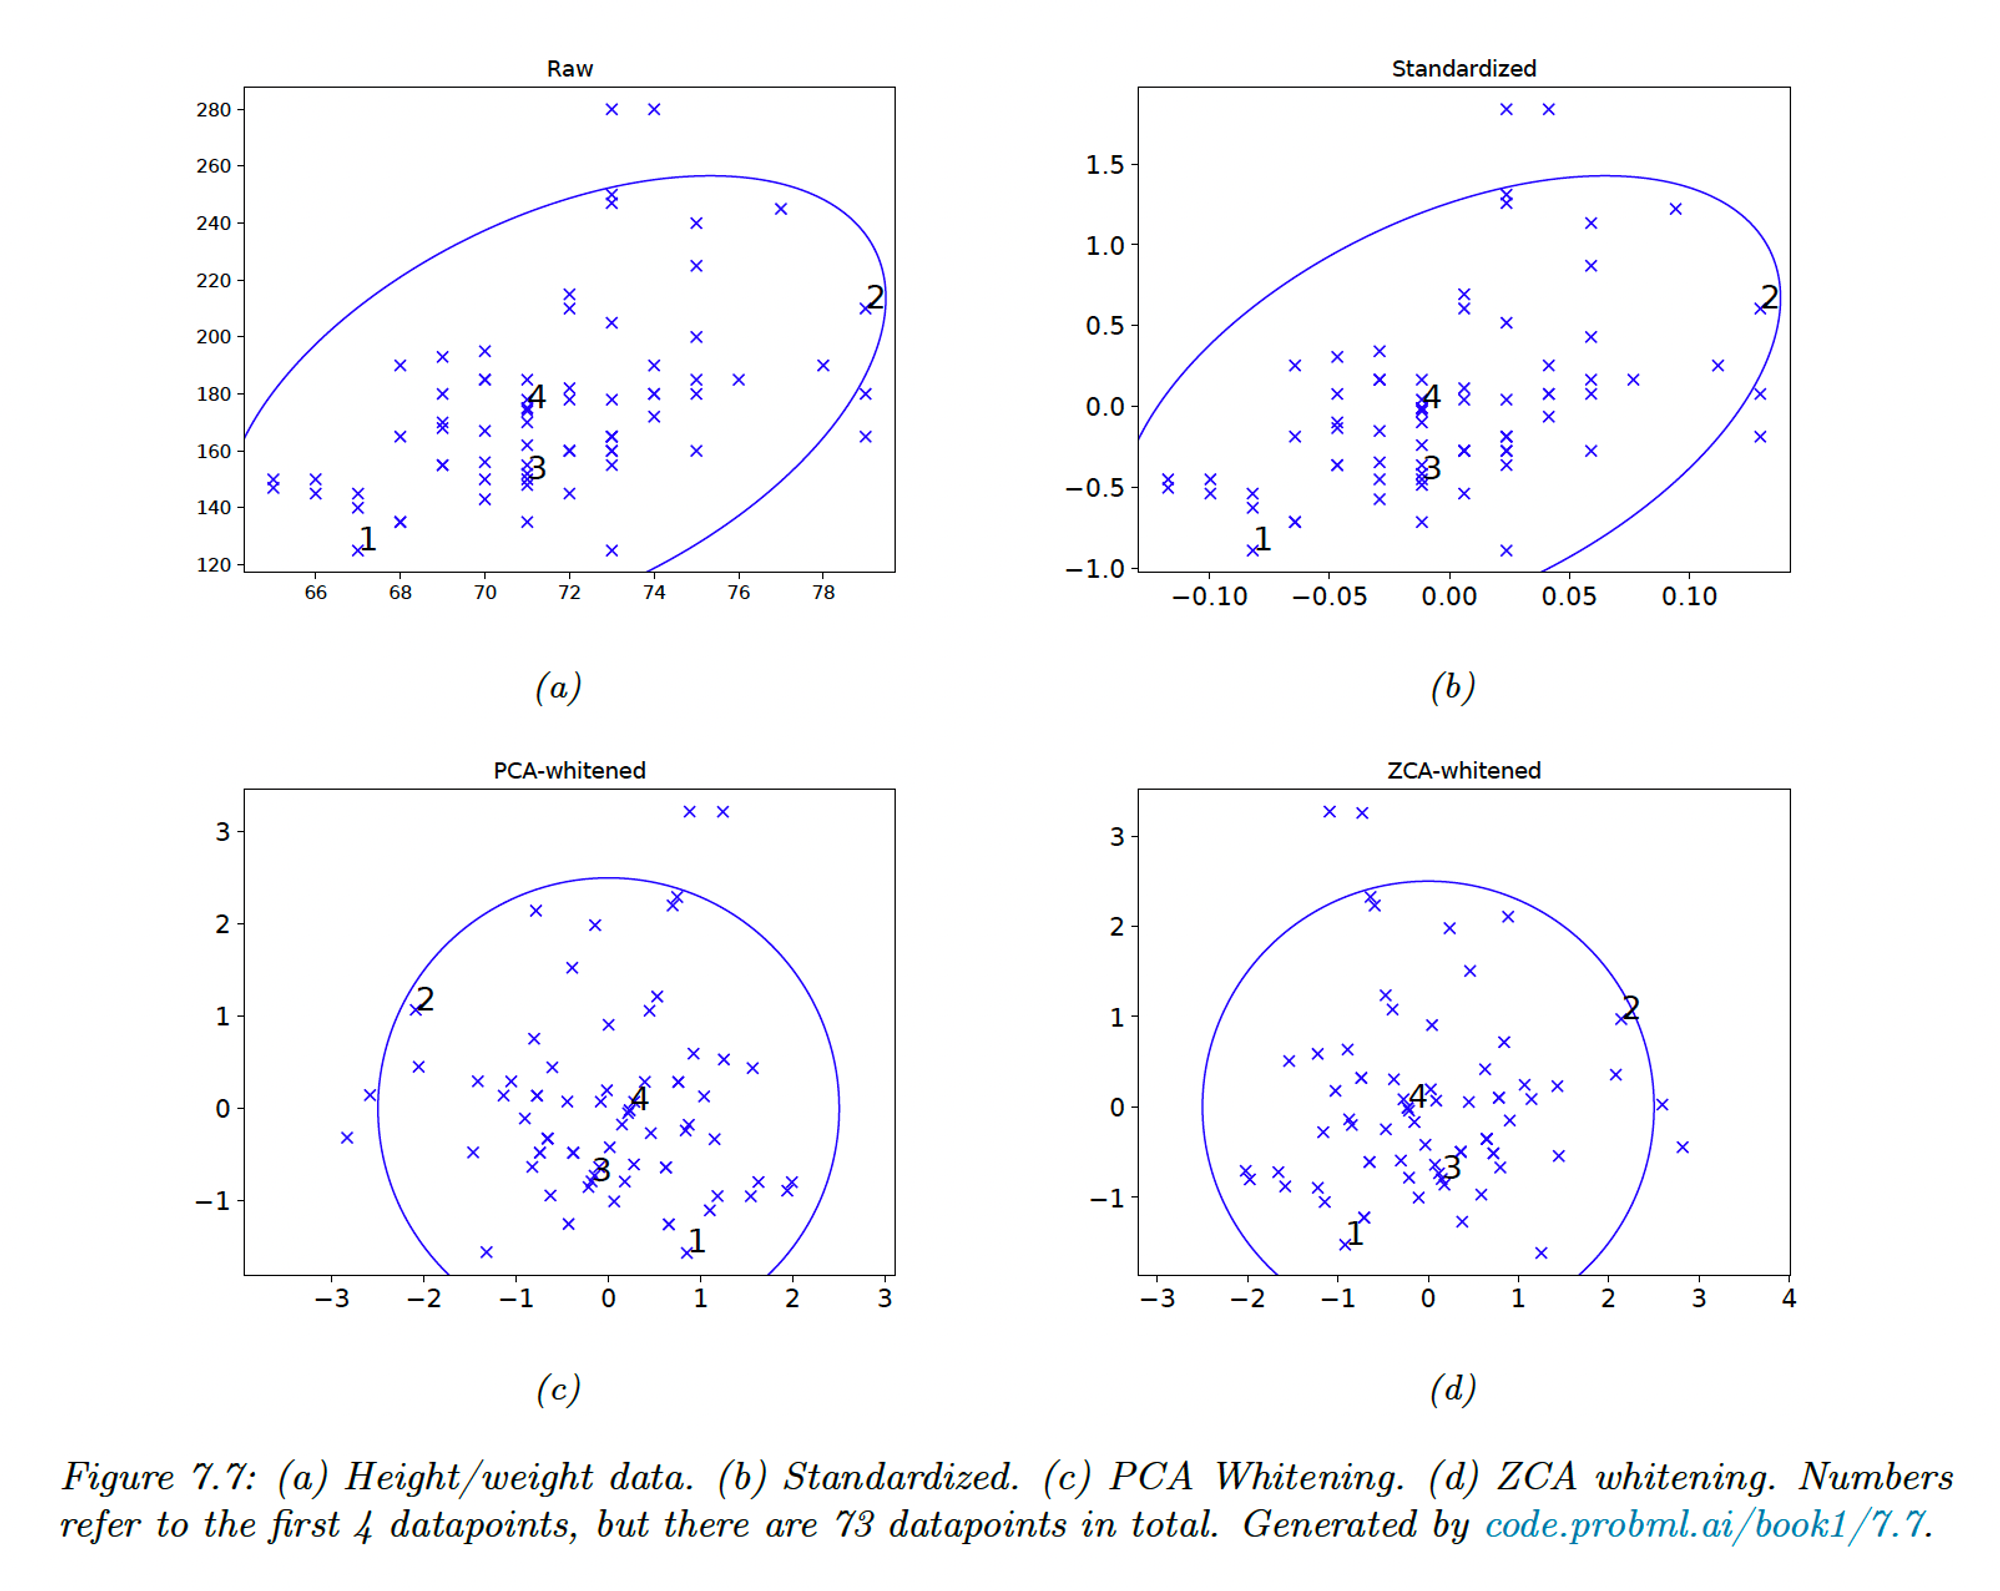 Raw
280
260
240
220
200
180
160
140
120
66 68 70 72 74 76 78
1
2
3
4
(a)
Standardized
1.5
1.0
0.5
0.0
−0.5
−1.0
−0.10 −0.05 0.00 0.05 0.10
1
2
3
4
(b)
PCA-whitened
3
2
1
0
−1
−3 −2 −1 0 1 2 3
1
2
3
4
(c)
ZCA-whitened
3
2
1
0
−1
−3 −2 −1 0 1 2 3 4
1
2
3
4
(d)
Figure 7.7: (a) Height/weight data. (b) Standardized. (c) PCA Whitening. (d) ZCA whitening. Numbers
refer to the first 4 datapoints, but there are 73 datapoints in total. Generated by code.probml.ai/book1/7.7.